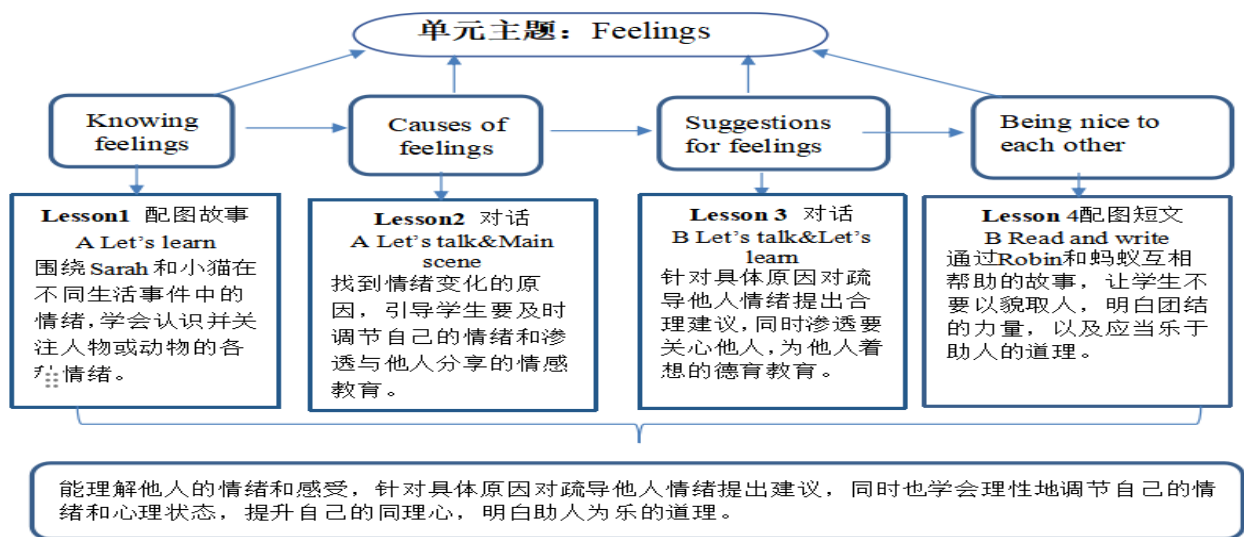 单元主题：Feelings
Knowing
feelings
Causes of
feelings
Suggestions
for feelings
Being nice to
each other
Lesson1 配图故事
A Let's learn
围绕Sarah和小猫在
不同生活事件中的
情绪,学会认识并关
注人物或动物的各
情绪。
Lesson2 对话
A Let's talk&Main
scene
找到情绪变化的原
因，引导学生要及时
调节自己的情绪和渗
透与他人分享的情感
教育。
Lesson 3 对话
B Let's talk&Let's
learn
针对具体原因对疏
导他人情绪提出合
理建议,同时渗透要
关心他人,为他人着
想的德育教育。
Lesson 4配图短文
B Read and write
通过Robin和蚂蚁互相
帮助的故事，让学生不
要以貌取人，明白团结
的力量，以及应当乐于
助人的道理。
能理解他人的情绪和感受，针对具体原因对疏导他人情绪提出建议，同时也学会理性地调节自己的情
绪和心理状态，提升自己的同理心，明白助人为乐的道理。